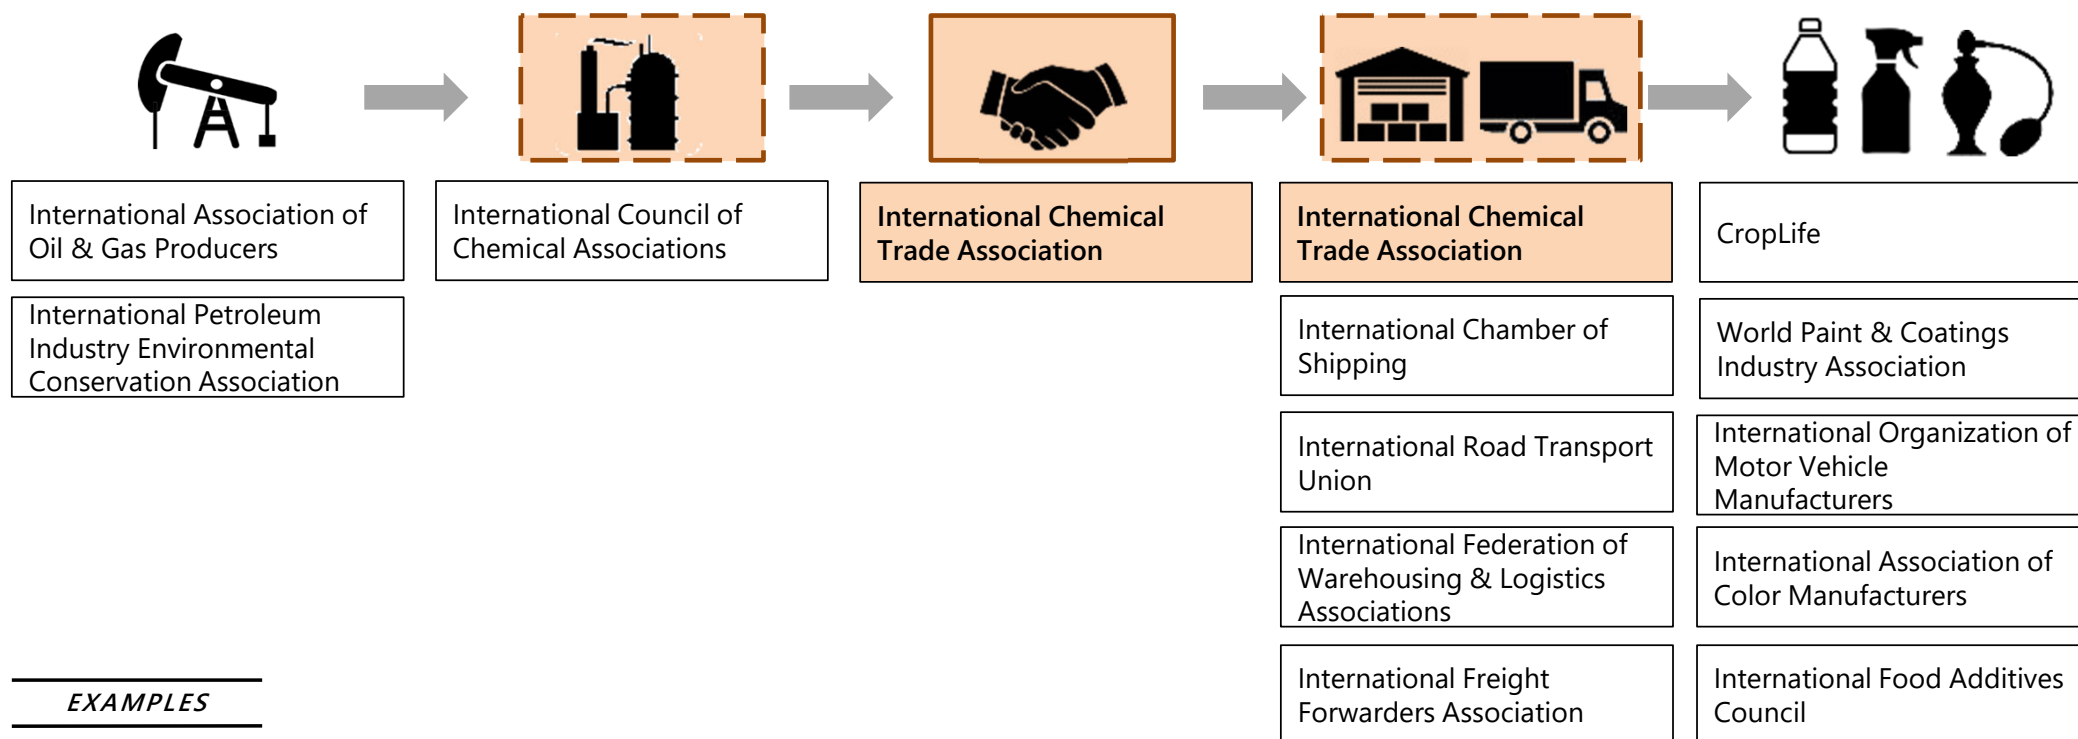 International Association of
Oil & Gas Producers
International Petroleum
Industry Environmental
Conservation Association
International Council of
Chemical Associations
International Chemical
Trade Association
International Chemical
Trade Association
International Chamber of
Shipping
International Road Transport
Union
International Federation of
Warehousing & Logistics
Associations
International Freight
Forwarders Association
CropLife
World Paint & Coatings
Industry Association
International Organization of
Motor Vehicle
Manufacturers
International Association of
Color Manufacturers
International Food Additives
Council
EXAMPLES